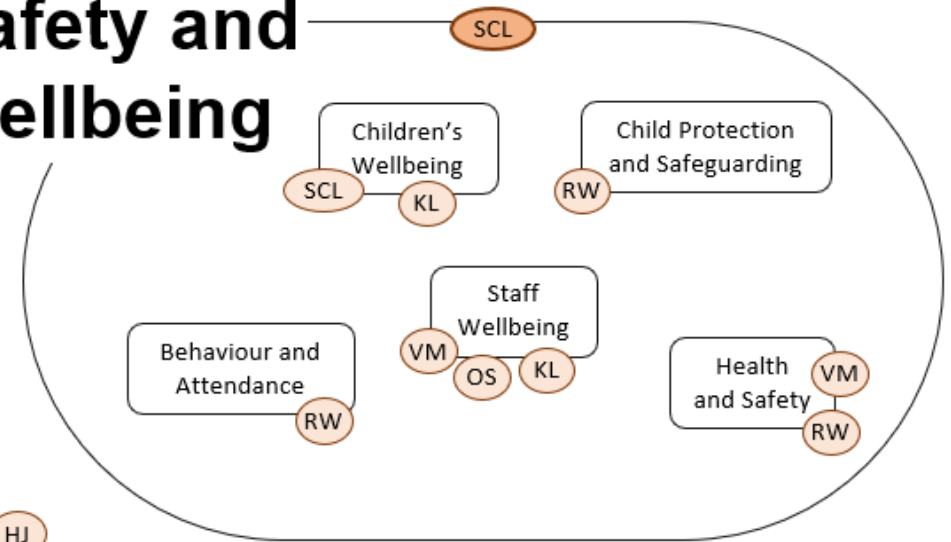 afety and
ellbeing
SCL
Children's
Wellbeing
SCL
KL
Child Protection
and Safeguarding
RW
Staff
Wellbeing
VM
OS
KL
Behaviour and
Attendance
RW
Health
and Safety
VM
RW
HJ